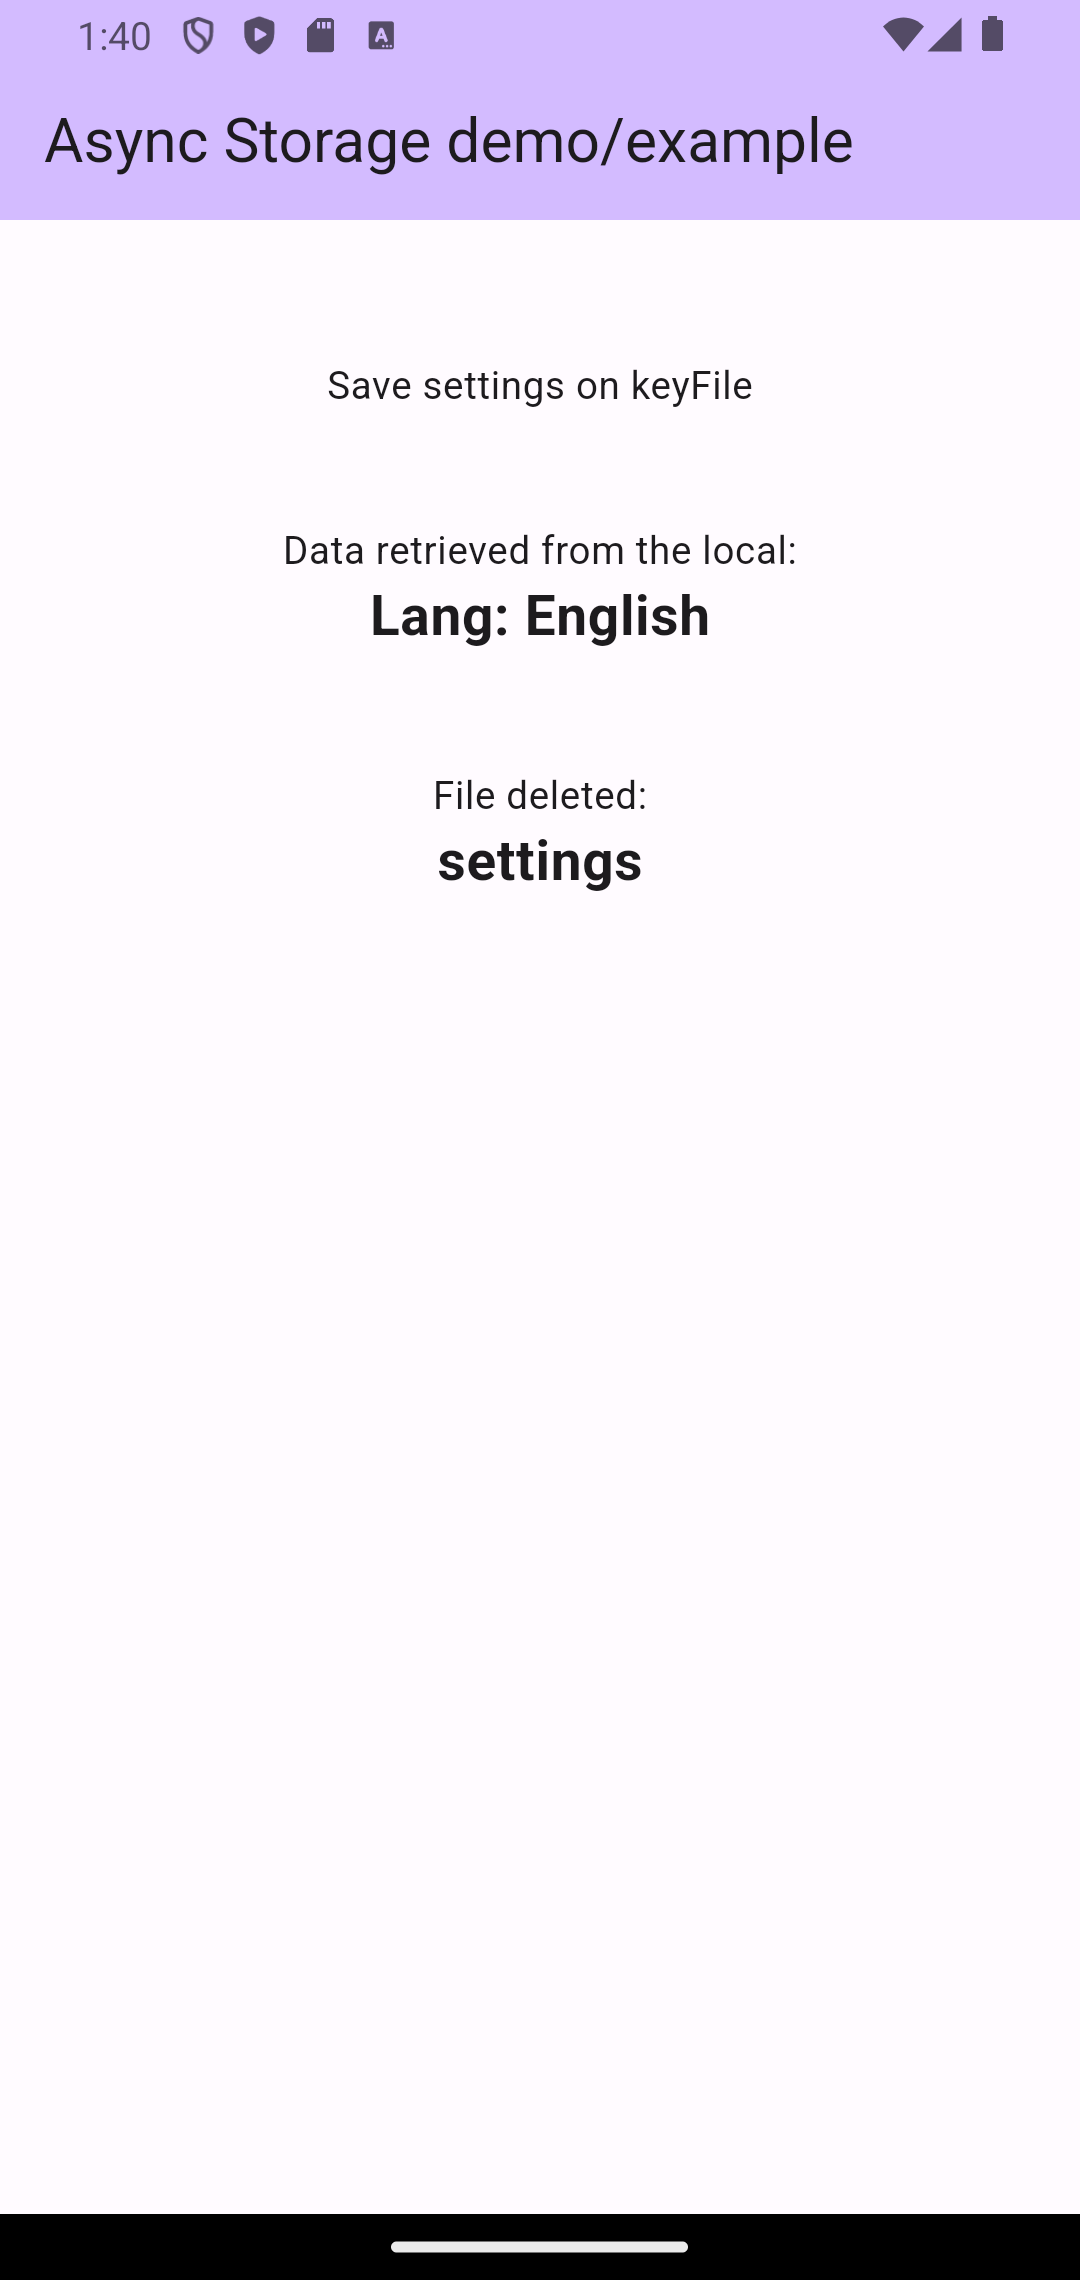 1:40
Async Storage demo/example
Save settings on keyFile
Data retrieved from the local:
Lang: English
File deleted:
settings